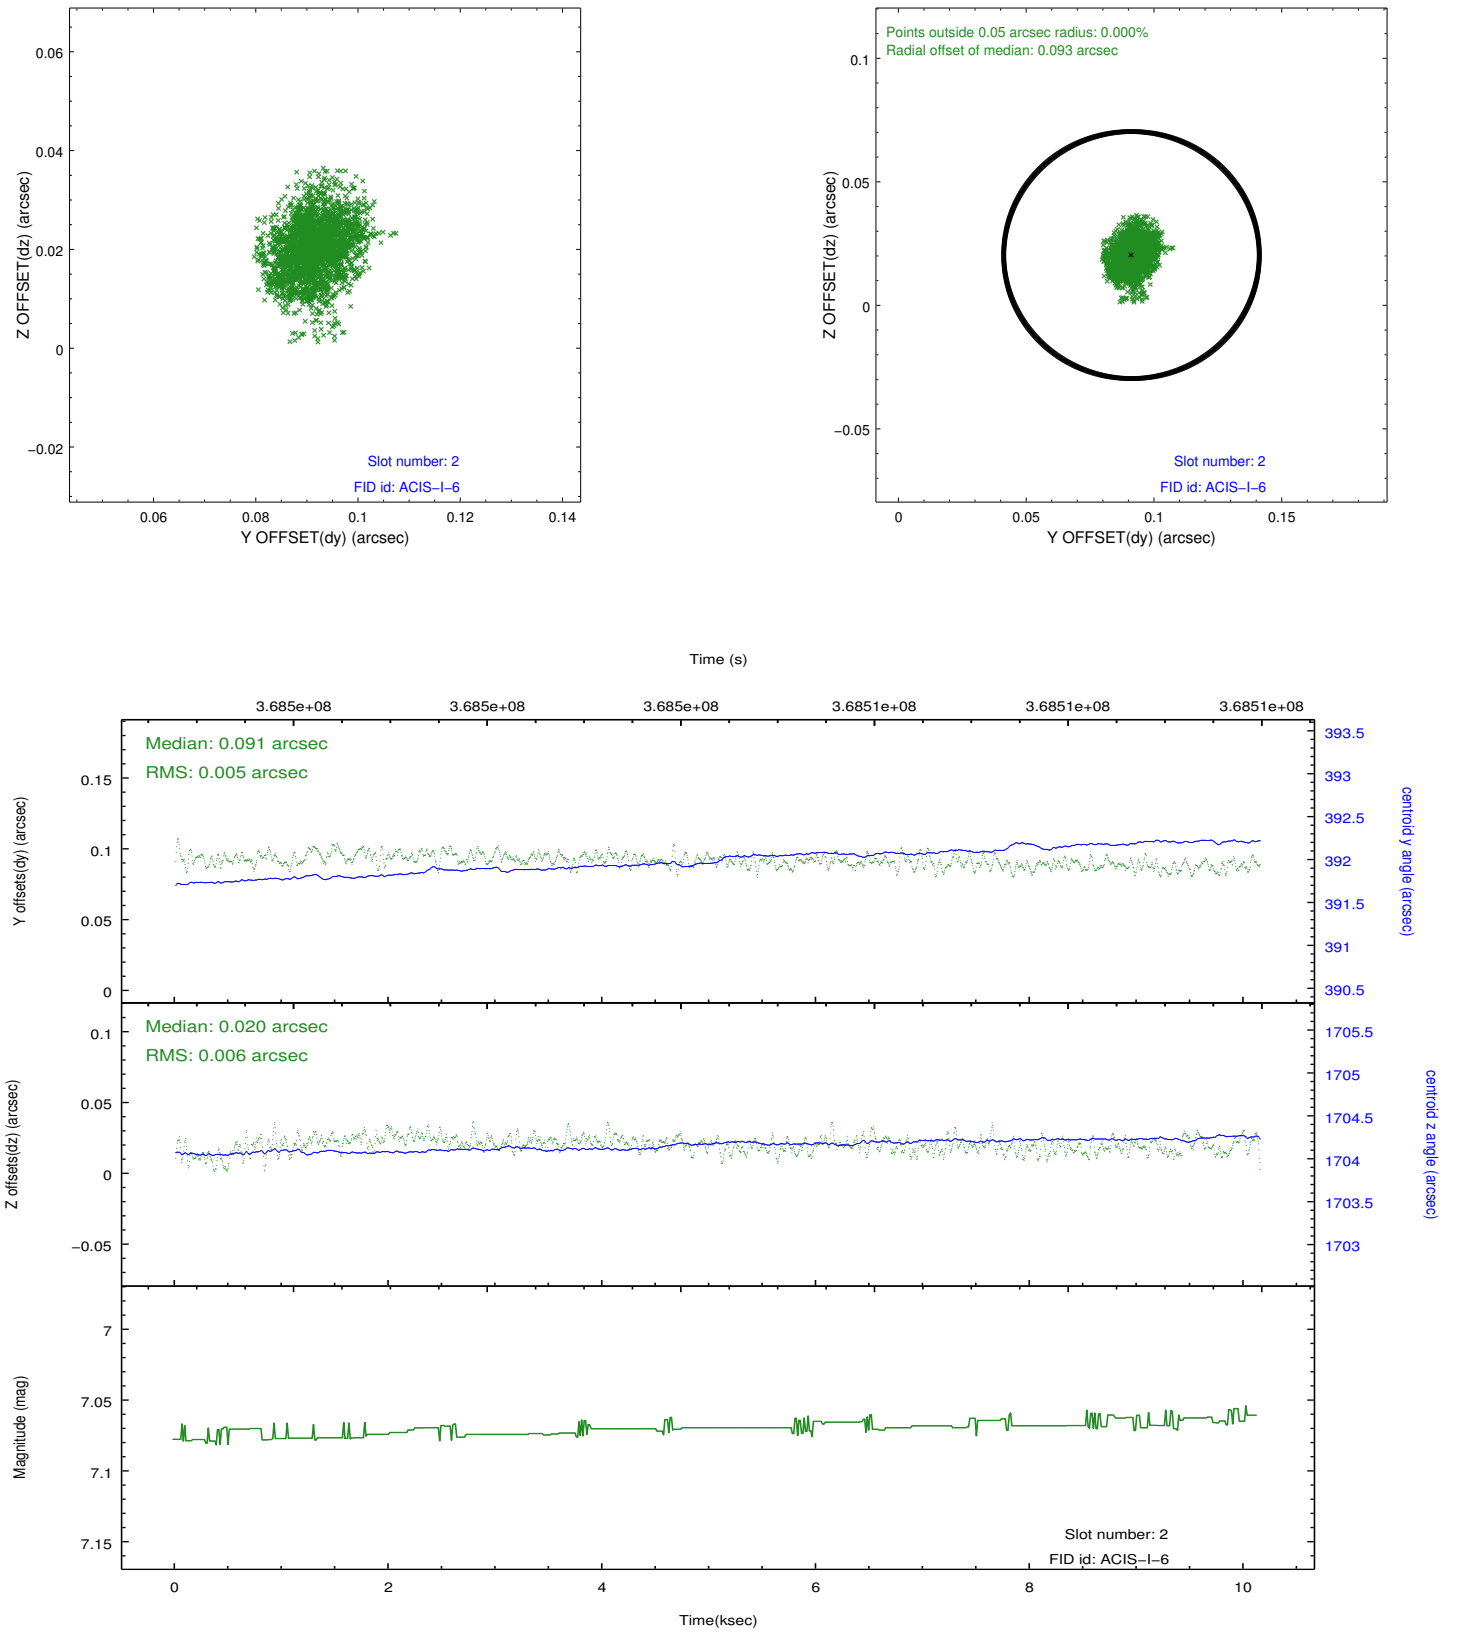 0.06
0.04
0.02
0
−0.02
Z OFFSET(dz) (arcsec)
Slot number: 2
FID id: ACIS−I−6
0.06 0.08 0.1 0.12 0.14
Y OFFSET(dy) (arcsec)
Points outside 0.05 arcsec radius: 0.000%
Radial offset of median: 0.093 arcsec
0.1
0.05
0
−0.05
Z OFFSET(dz) (arcsec)
Slot number: 2
FID id: ACIS−I−6
0 0.05 0.1 0.15
Y OFFSET(dy) (arcsec)
Time (s)
3.685e+08 3.685e+08 3.685e+08 3.6851e+08 3.6851e+08 3.6851e+08
Median: 0.091 arcsec
RMS: 0.005 arcsec
0.15
0.1
0.05
0
Y offsets(dy) (arcsec)
393.5
393
392.5
392
391.5
391
390.5
centroid y angle (arcsec)
Median: 0.020 arcsec
RMS: 0.006 arcsec
0.1
0.05
0
−0.05
Z offsets(dz) (arcsec)
1705.5
1705
1704.5
1704
1703.5
1703
centroid z angle (arcsec)
7
7.05
7.1
7.15
Magnitude (mag)
Slot number: 2
FID id: ACIS−I−6
0 2 4 6 8 10
Time(ksec)